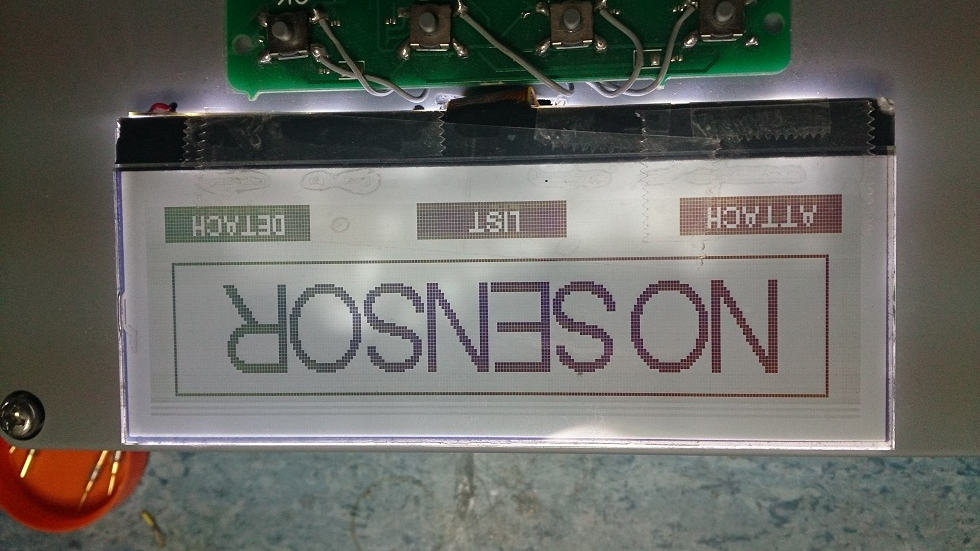 NO SENSOR
ATTACH LIST DETACH